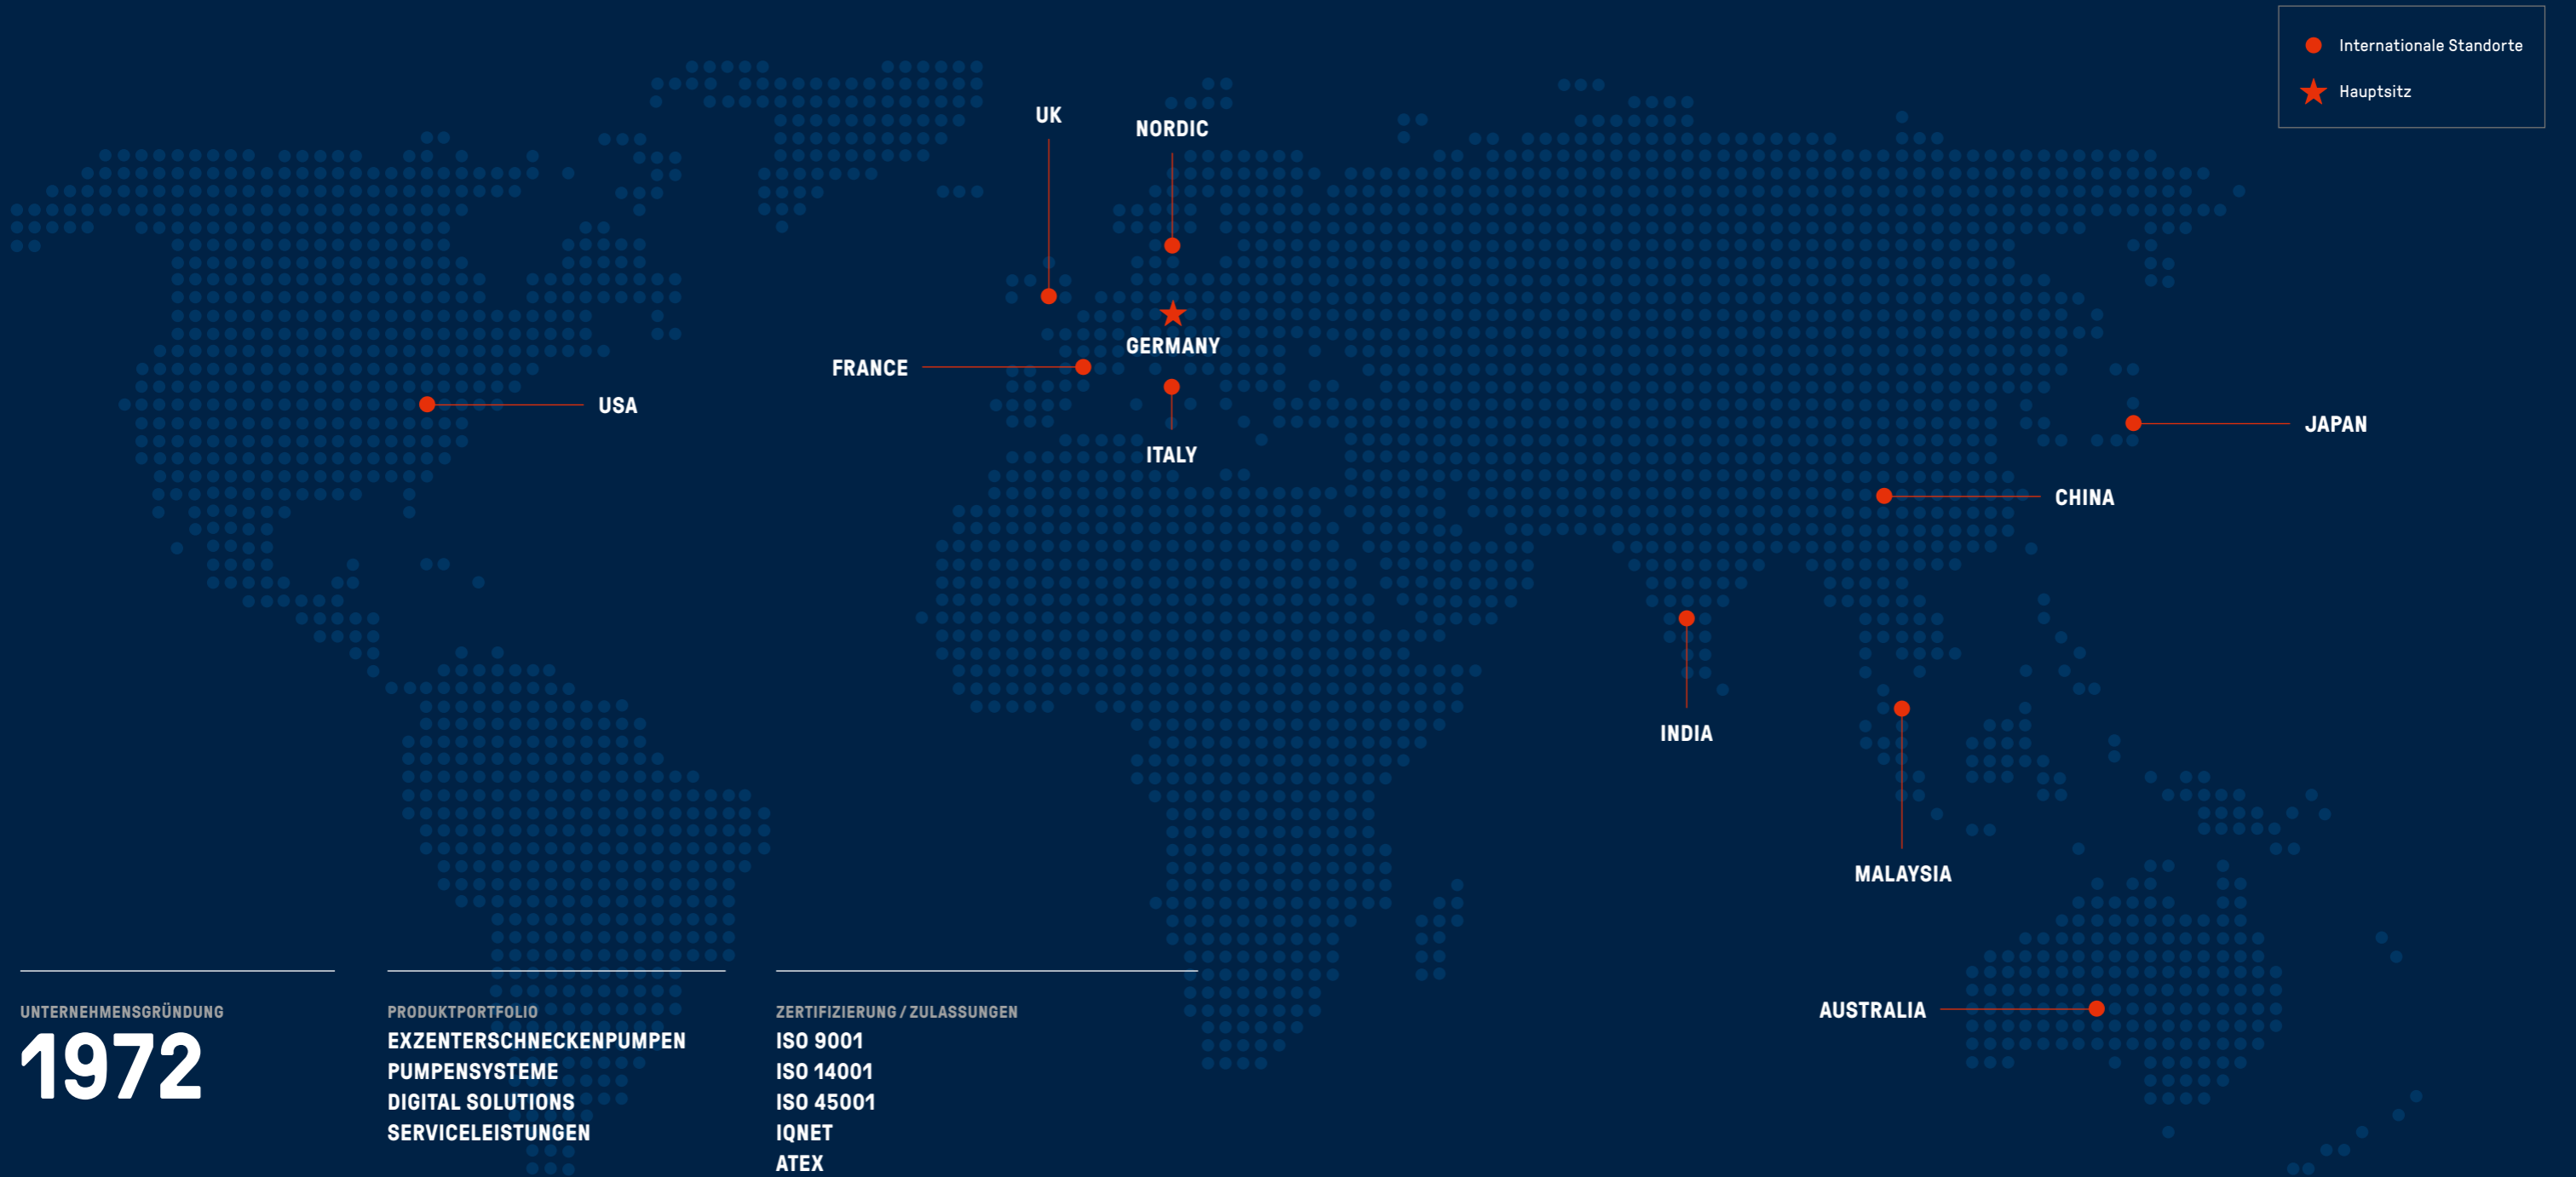 Internationale Standorte
Hauptsitz
UK
NORDIC
GERMANY
FRANCE
USA
ITALY
JAPAN
CHINA
INDIA
MALAYSIA
AUSTRALIA
UNTERNEHMENSGRÜNDUNG
1972
PRODUKTPORTFOLIO
EXZENTERSCHNECKENPUMPEN
PUMPENSYSTEME
DIGITAL SOLUTIONS
SERVICELEISTUNGEN
ZERTIFIZIERUNG / ZULASSUNGEN
ISO 9001
ISO 14001
ISO 45001
IQNET
ATEX